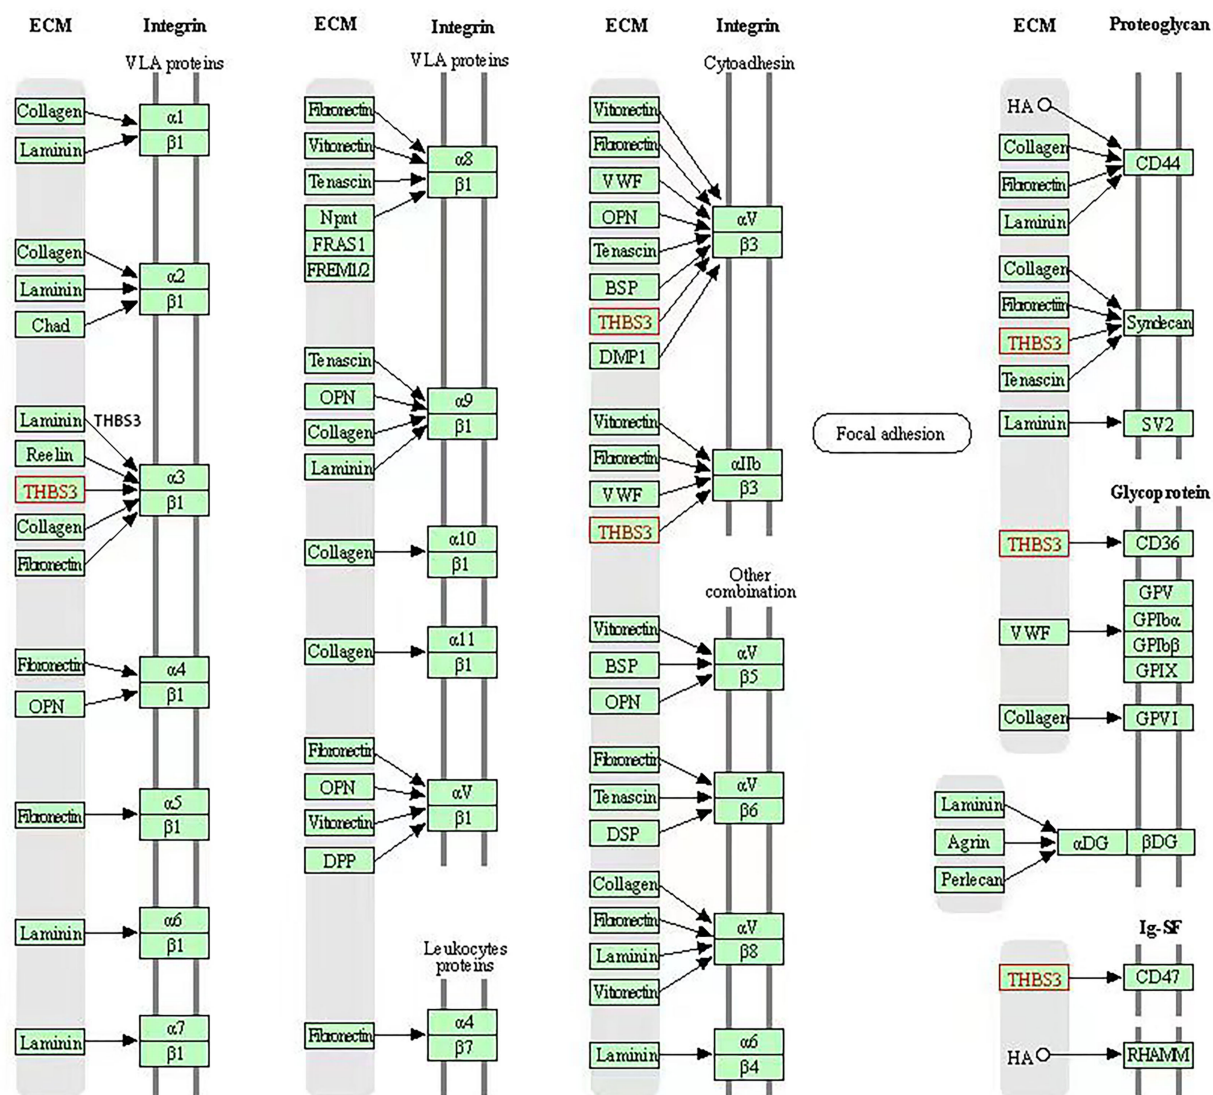 ECM Integrin
VLA proteins
Collagen
Laminin
α1
β1
Collagen
Laminin
Chad
α2
β1
Laminin
THBS3
Reelin
THBS3
Collagen
Fibronectin
α3
β1
Fibronectin
OPN
α4
β1
Fibronectin
α5
β1
Laminin
α6
β1
Laminin
α7
β1
ECM Integrin
VLA proteins
Fibronectin
Vitronectin
Tenascin
Npnt
FRAS1
FREM1/2
α8
β1
Tenascin
OPN
Collagen
Laminin
α9
β1
Collagen
α10
β1
Collagen
α11
β1
Fibronectin
OPN
Vitronectin
DPP
αV
β1
Leukocytes
proteins
Fibronectin
α4
β7
ECM Integrin
Cytoadhesin
Vitronectin
Fibronectin
VWF
OPN
Tenascin
BSP
THBS3
DMP1
αV
β3
Vitronectin
Fibronectin
VWF
THBS3
αIIb
β3
Other
combination
Vitronectin
BSP
OPN
αV
β5
Fibronectin
Tenascin
DSP
αV
β6
Collagen
Fibronectin
Laminin
Vitronectin
αV
β8
Laminin
α6
β4
Focal adhesion
ECM Proteoglycan
HA
Collagen
Fibronectin
Laminin
CD44
Collagen
Fibronectiin
THBS3
Tenascin
Syndecan
Laminin
SV2
Glycoprotein
THBS3
CD36
VWF
GPV
GPIbα
GPIbβ
GPIX
Collagen
GPVI
Laminin
Agrin
Perlecan
αDG
βDG
Ig-SF
THBS3
CD47
HA
RHAMM